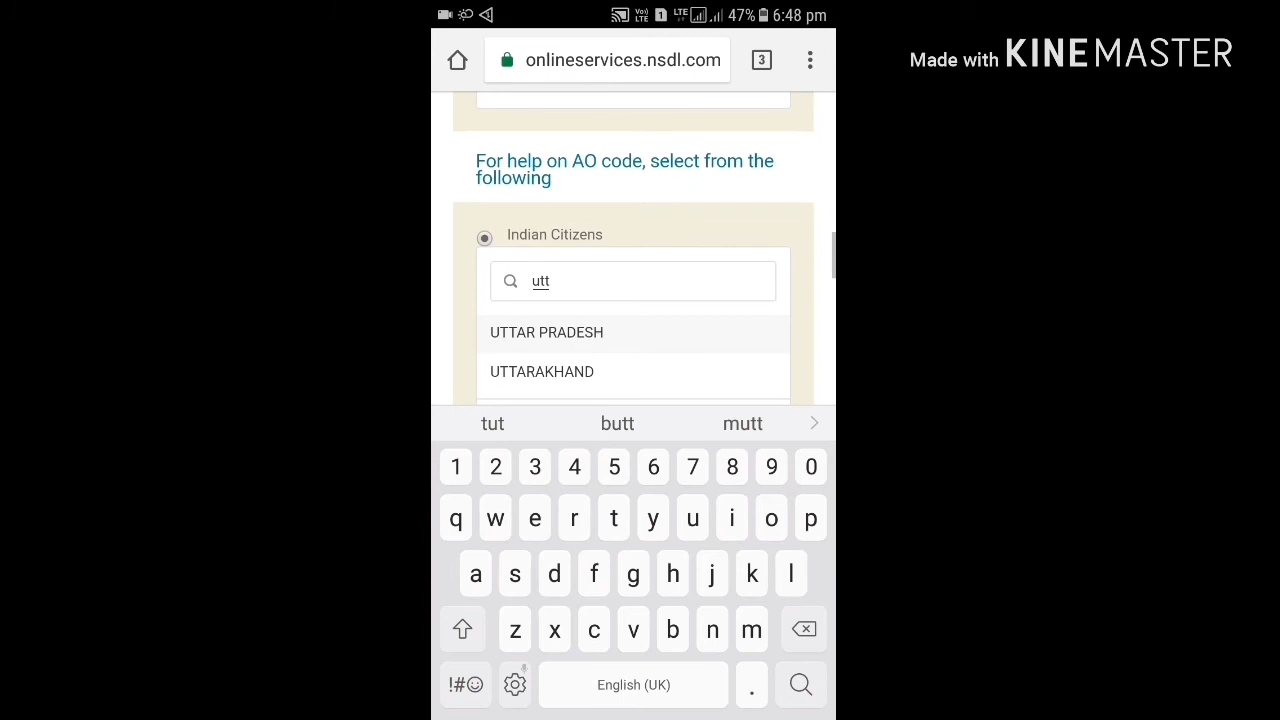 47% 6:48 pm
Made with KINEMASTER
onlineservices.nsdl.com
3
For help on AO code, select from the
following
Indian Citizens
utt
UTTAR PRADESH
UTTARAKHAND
tut butt mutt
1 2 3 4 5 6 7 8 9 0
q w e r t y u i o p
a s d f g h j k l
z x c v b n m
!#☺ English (UK) .